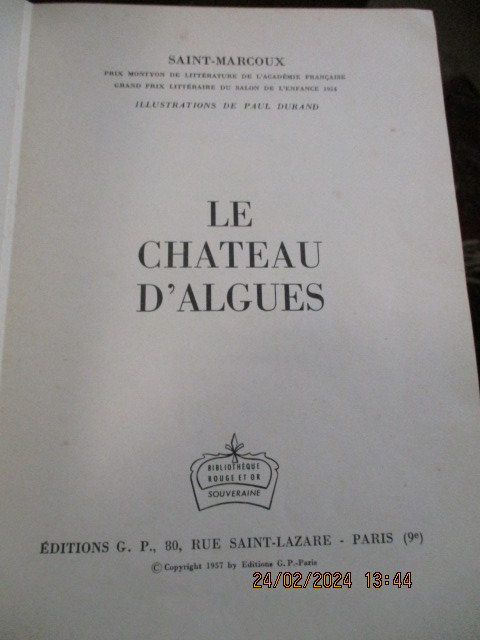 SAINT-MARCOUX
PRIX MONTYON DE LITTÉRATURE DE L'ACADÉMIE FRANÇAISE
GRAND PRIX LITTÉRAIRE DU SALON DE L'ENFANCE 1954
ILLUSTRATIONS DE PAUL DURAND
LE
CHATEAU
D'ALGUES
BIBLIOTHÈQUE
ROUGE ET OR
SOUVERAINE
ÉDITIONS G. P., 80, RUE SAINT-LAZARE - PARIS (9e)
© Copyright 1957 by Editions G. P.-Paris
24/02/2024 13:44